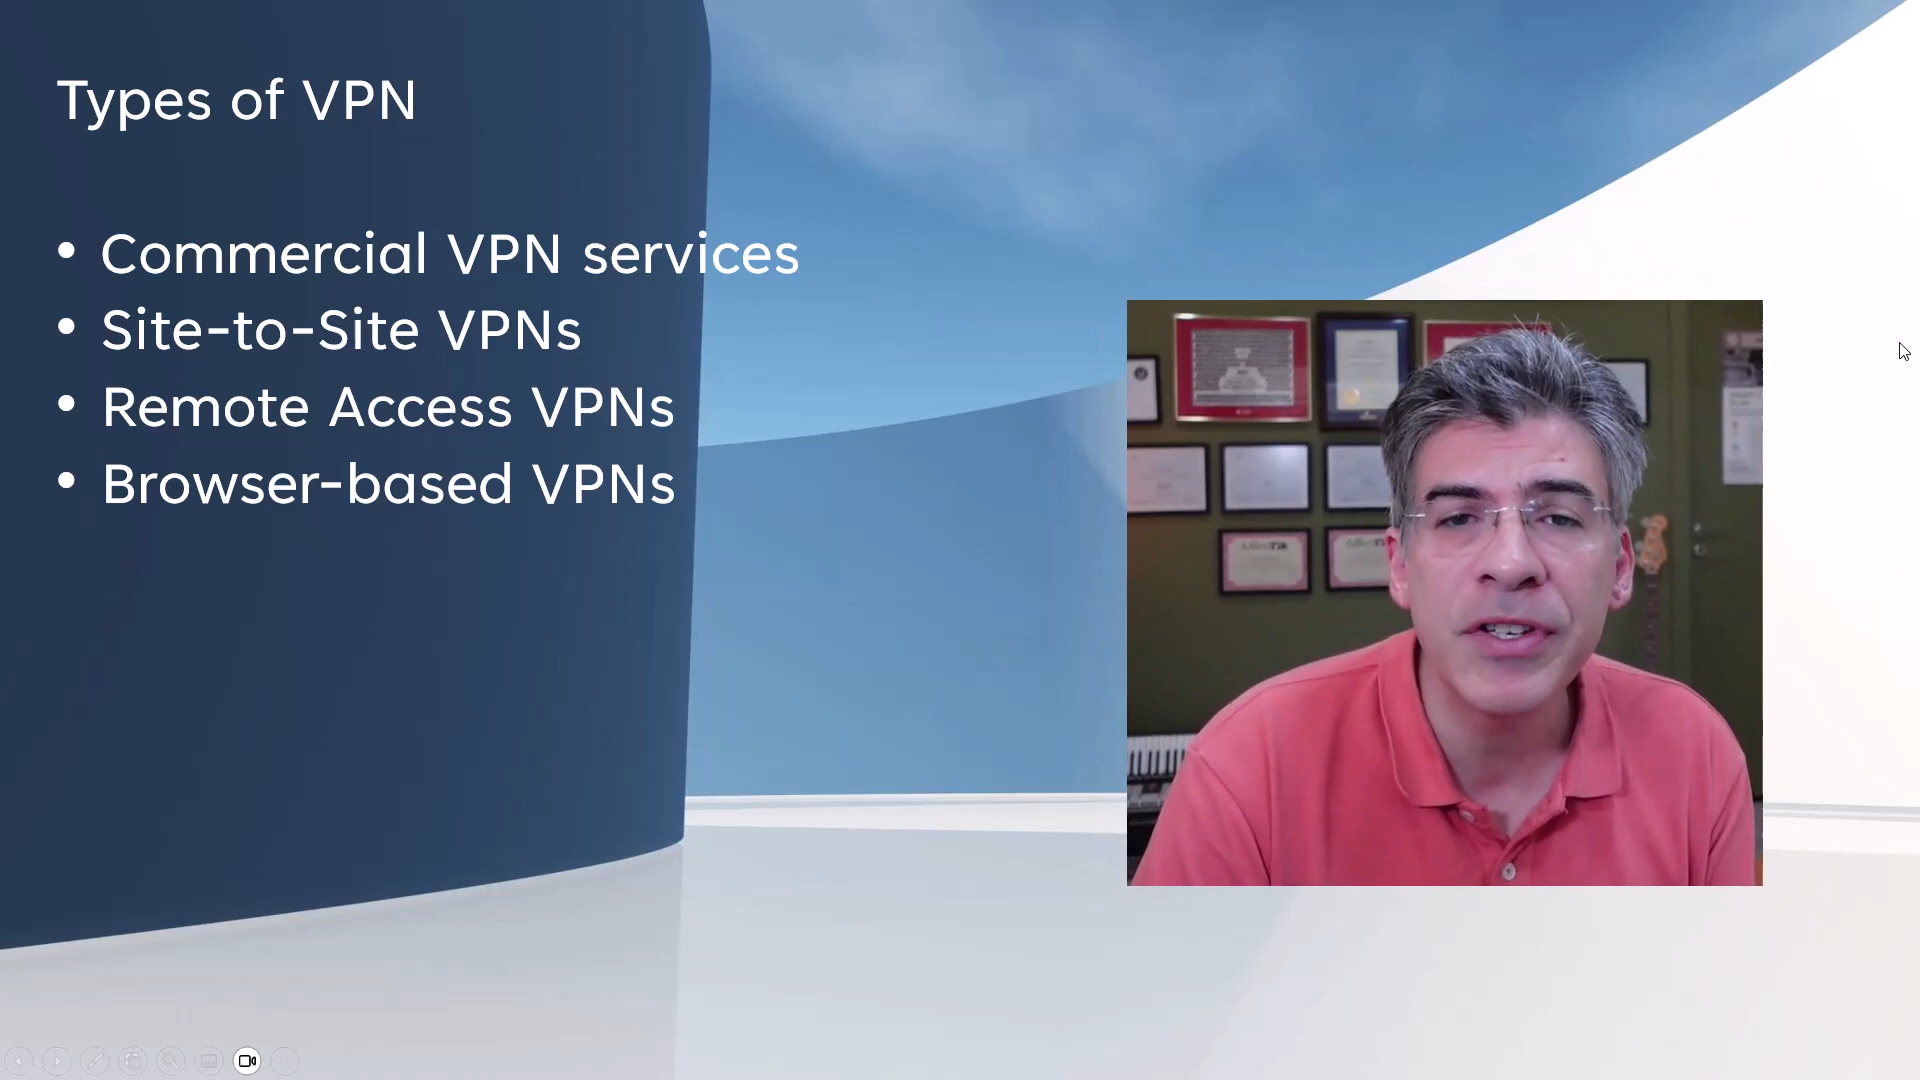 Types of VPN
• Commercial VPN services
• Site-to-Site VPNs
• Remote Access VPNs
• Browser-based VPNs